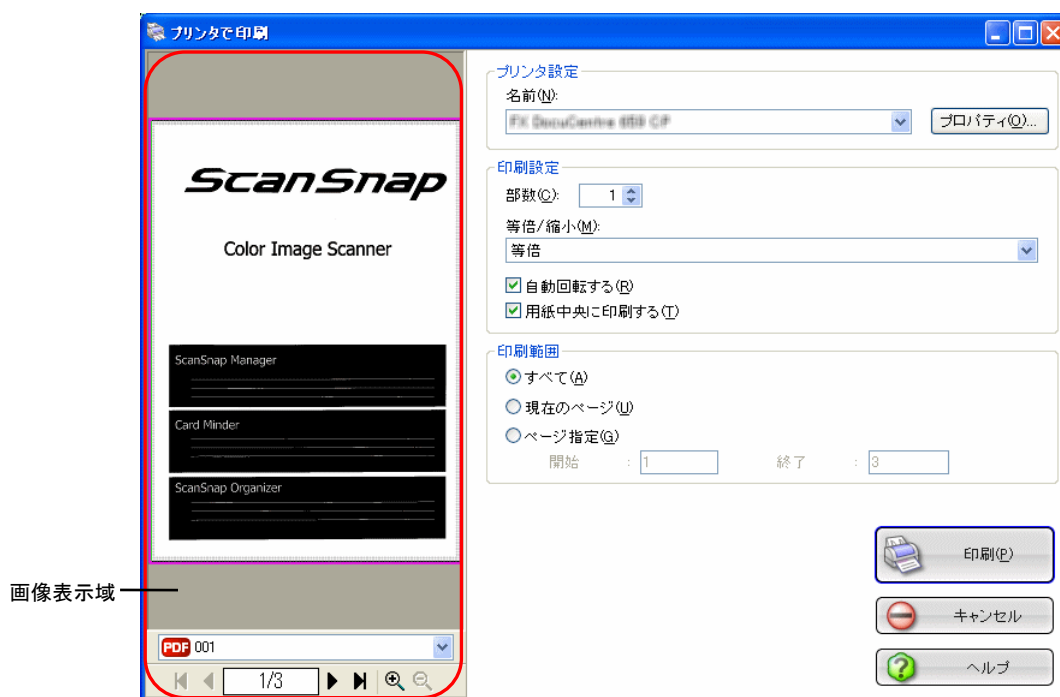 プリンタで印刷
ScanSnap
Color Image Scanner
ScanSnap Manager
Card Minder
ScanSnap Organizer
画像表示域
PDF 001
1/3
プリンタ設定
名前(N):
プロパティ(O)...
印刷設定
部数(C): 1
等倍/縮小(M):
等倍
自動回転する(R)
用紙中央に印刷する(T)
印刷範囲
すべて(A)
現在のページ(U)
ページ指定(G)
開始 : 1 終了 : 3
印刷(P)
キャンセル
ヘルプ